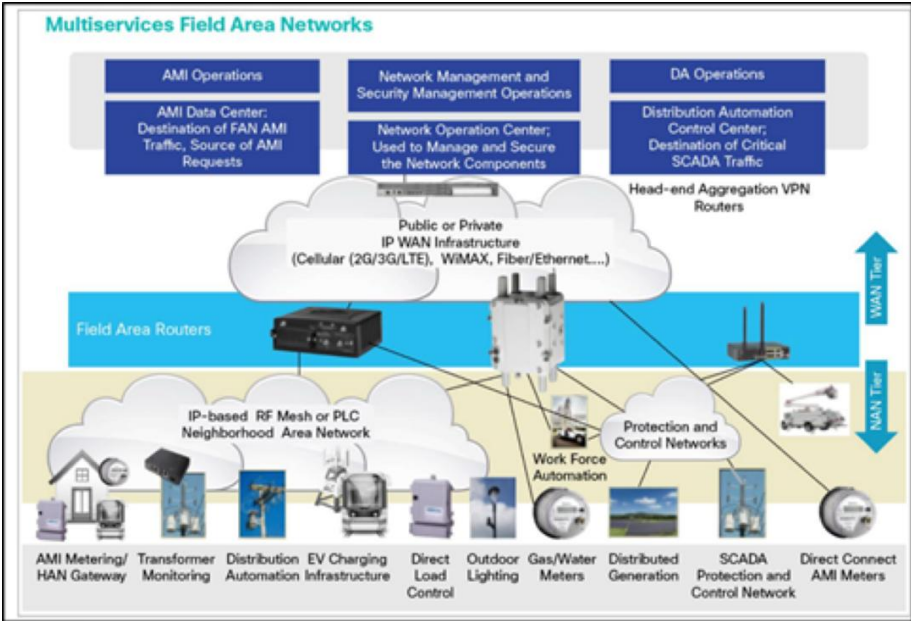 Multiservices Field Area Networks
AMI Operations
Network Management and
Security Management Operations
DA Operations
AMI Data Center:
Destination of FAN AMI
Traffic, Source of AMI
Requests
Network Operation Center;
Used to Manage and Secure
the Network Components
Distribution Automation
Control Center;
Destination of Critical
SCADA Traffic
Head-end Aggregation VPN
Routers
Public or Private
IP WAN Infrastructure
(Cellular (2G/3G/LTE), WiMAX, Fiber/Ethernet....)
WAN Tier
Field Area Routers
NAN Tier
IP-based RF Mesh or PLC
Neighborhood Area Network
Protection and
Control Networks
Work Force
Automation
AMI Metering/
HAN Gateway
Transformer
Monitoring
Distribution
Automation
EV Charging
Infrastructure
Direct
Load
Control
Outdoor
Lighting
Gas/Water
Meters
Distributed
Generation
SCADA
Protection and
Control Network
Direct Connect
AMI Meters